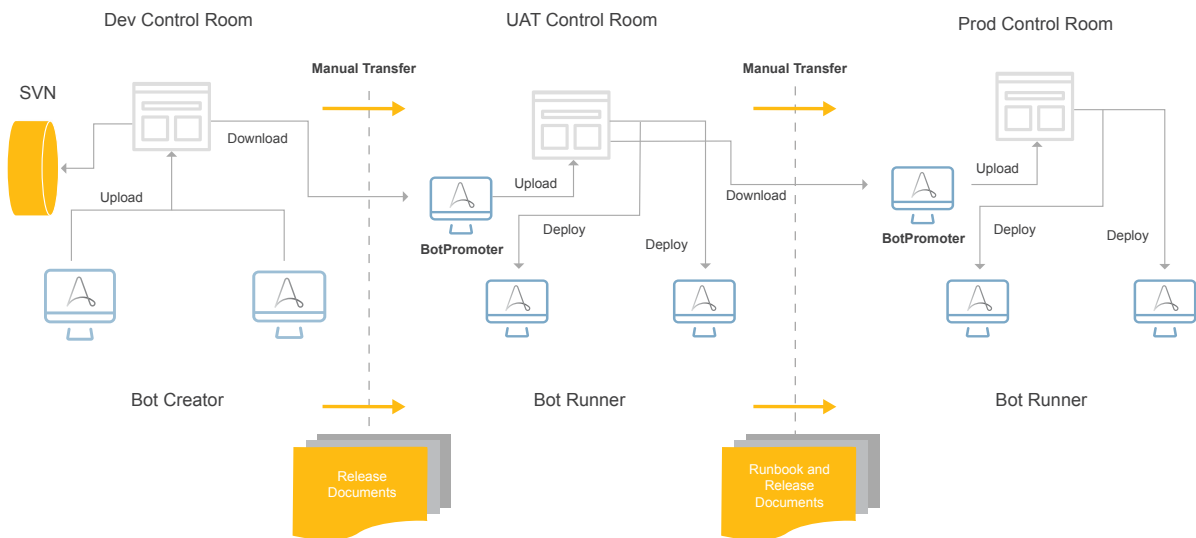 Dev Control Room
UAT Control Room
Prod Control Room
Manual Transfer
Manual Transfer
SVN
Download
Upload
Upload
BotPromoter
Deploy
Deploy
Download
Upload
BotPromoter
Deploy
Deploy
Bot Creator
Bot Runner
Bot Runner
Release
Documents
Runbook and
Release
Documents